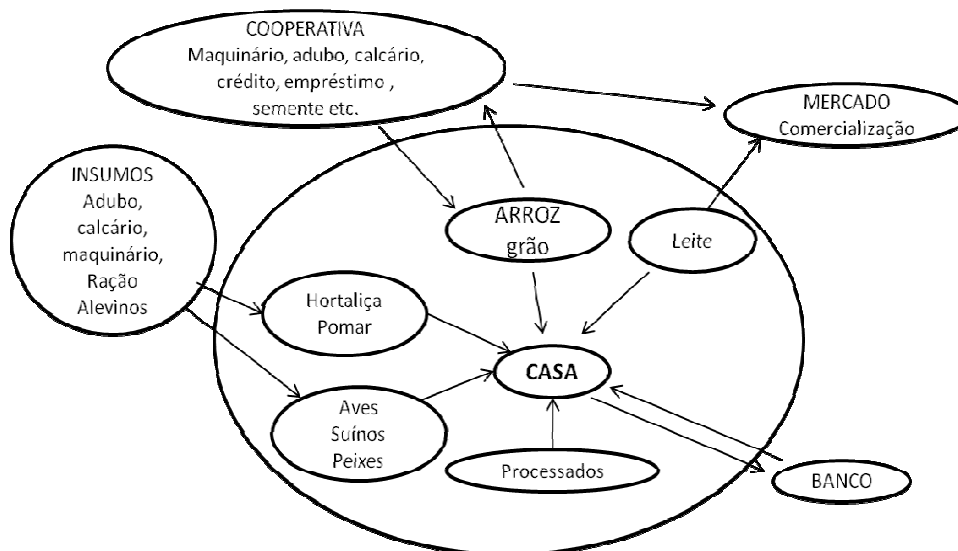 COOPERATIVA
Maquinário, adubo, calcário,
crédito, empréstimo ,
semente etc.
MERCADO
Comercialização
INSUMOS
Adubo,
calcário,
maquinário,
Ração
Alevinos
ARROZ
grão
Leite
Hortaliça
Pomar
CASA
Aves
Suínos
Peixes
Processados
BANCO